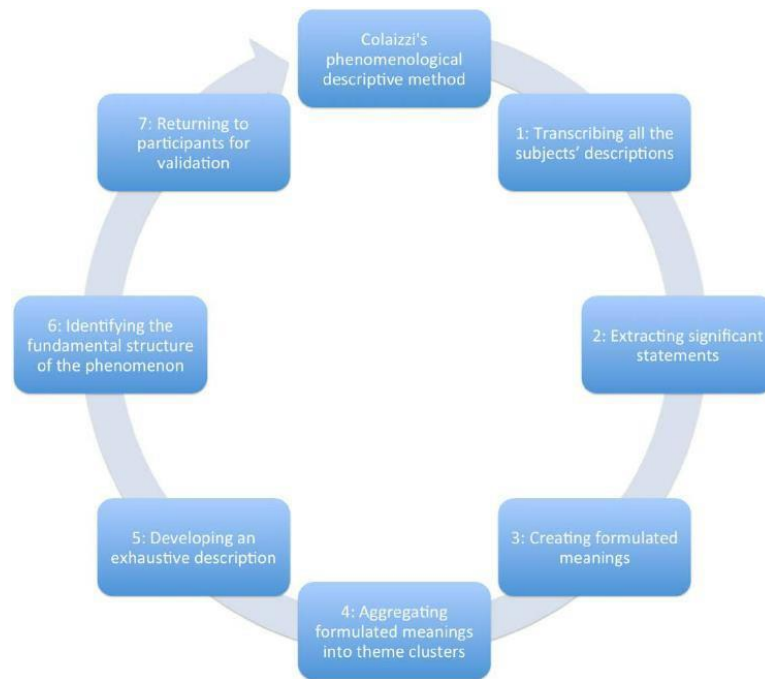 Colaizzi's
phenomenological
descriptive method
1: Transcribing all the
subjects' descriptions
2: Extracting significant
statements
3: Creating formulated
meanings
4: Aggregating
formulated meanings
into theme clusters
5: Developing an
exhaustive description
6: Identifying the
fundamental structure
of the phenomenon
7: Returning to
participants for
validation